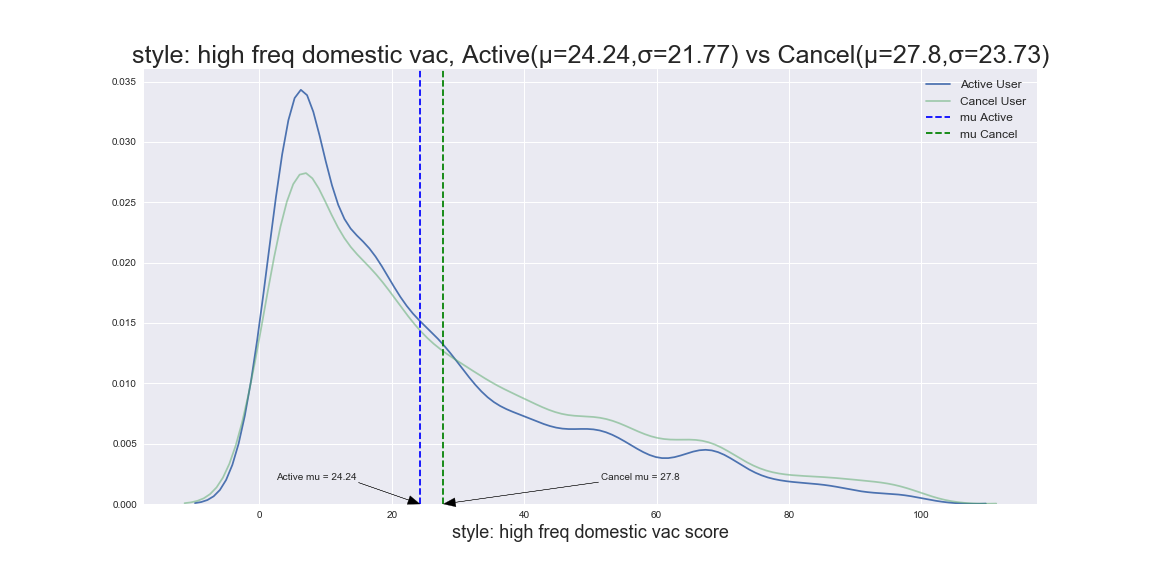 style: high freq domestic vac, Active(μ=24.24,σ=21.77) vs Cancel(μ=27.8,σ=23.73)
0.035
0.030
0.025
0.020
0.015
0.010
0.005
0.000
Active User
Cancel User
mu Active
mu Cancel
Active mu = 24.24
Cancel mu = 27.8
0 20 40 60 80 100
style: high freq domestic vac score